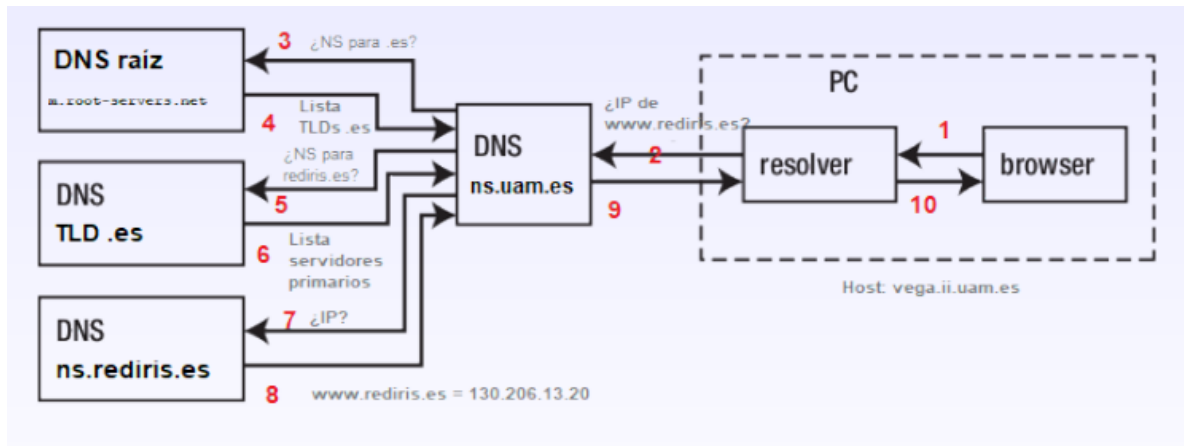 DNS raíz
m.root-servers.net
3
¿NS para .es?
4
Lista
TLDs .es
¿NS para
rediris.es?
5
DNS
TLD .es
6
Lista
servidores
primarios
7
¿IP?
DNS
ns.rediris.es
8
www.rediris.es = 130.206.13.20
DNS
ns.uam.es
¿IP de
www.rediris.es?
2
9
PC
resolver
1
10
browser
Host: vega.ii.uam.es